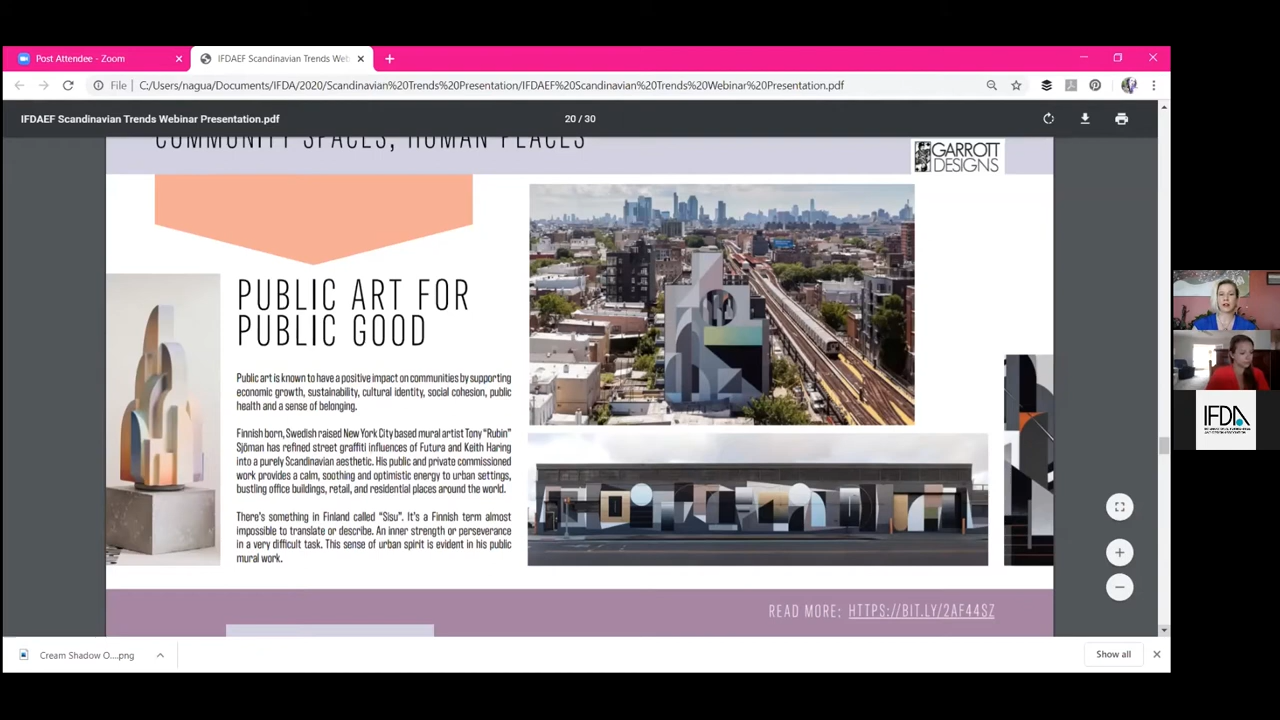 Post Attendee - Zoom
IFDAEF Scandinavian Trends Web
File
C:/Users/nagua/Documents/IFDA/2020/Scandinavian%20Trends%20Presentation/IFDAEF%20Scandinavian%20Trends%20Webinar%20Presentation.pdf
IFDAEF Scandinavian Trends Webinar Presentation.pdf
20 / 30
COMMUNITY SPACES, HUMAN PLACES
GARROTT
DESIGNS
PUBLIC ART FOR
PUBLIC GOOD
Public art is known to have a positive impact on communities by supporting
economic growth, sustainability, cultural identity, social cohesion, public
health and a sense of belonging.
Finnish born, Swedish raised New York City based mural artist Tony "Rubin"
Sjöman has refined street graffiti influences of Futura and Keith Haring
into a purely Scandinavian aesthetic. His public and private commissioned
work provides a calm, soothing and optimistic energy to urban settings,
bustling office buildings, retail, and residential places around the world.
There's something in Finland called "Sisu". It's a Finnish term almost
impossible to translate or describe. An inner strength or perseverance
in a very difficult task. This sense of urban spirit is evident in his public
mural work.
READ MORE: HTTPS://BIT.LY/2AF44SZ
IFDA
Cream Shadow O....png
Show all